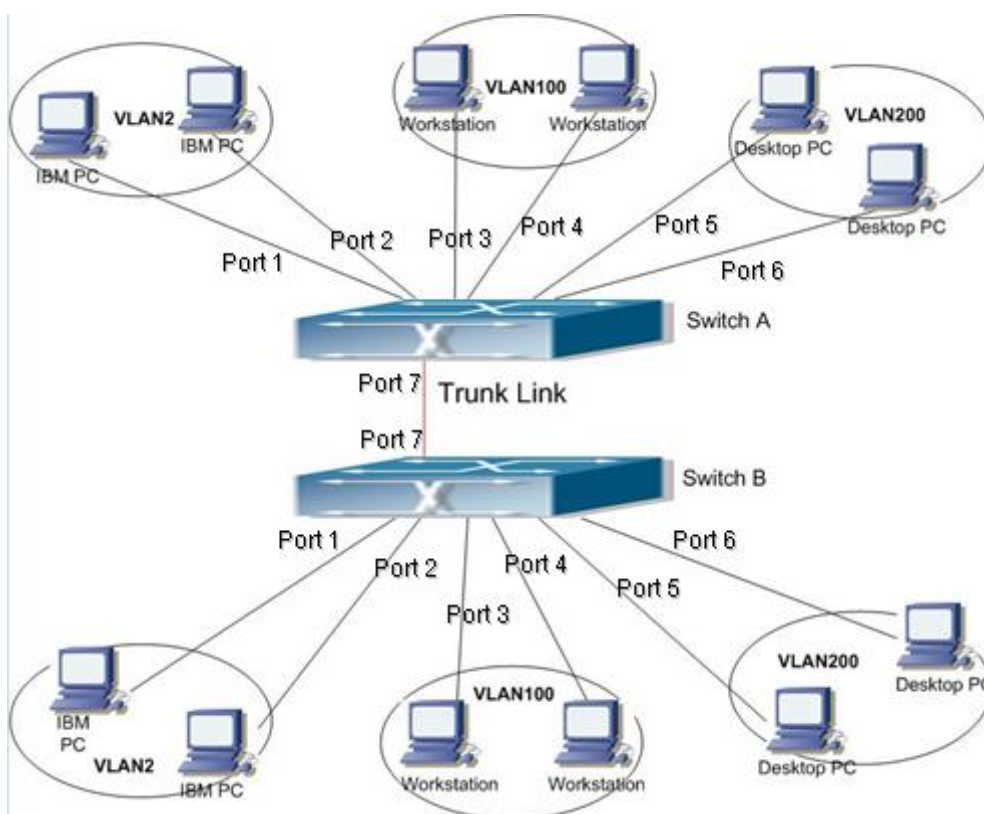 VLAN2
IBM PC
IBM PC
VLAN100
Workstation
Workstation
VLAN200
Desktop PC
Desktop PC
Port 1
Port 2
Port 3
Port 4
Port 5
Port 6
Switch A
Port 7
Trunk Link
Port 7
Switch B
Port 1
Port 2
Port 3
Port 4
Port 5
Port 6
IBM
PC
VLAN2
IBM PC
VLAN100
Workstation
Workstation
VLAN200
Desktop PC
Desktop PC